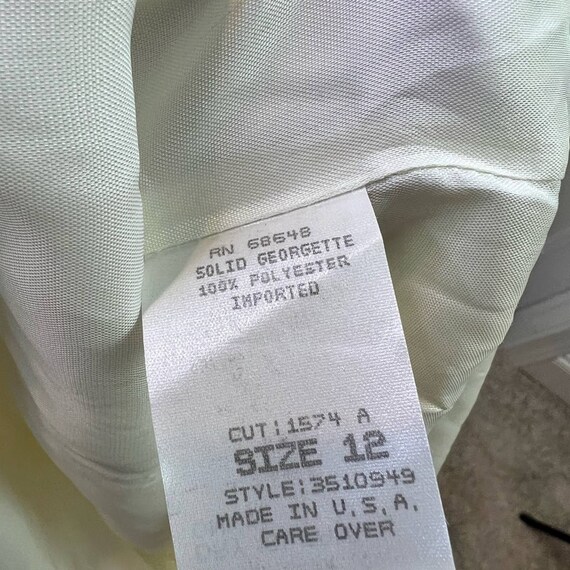 RN 68648
SOLID GEORGETTE
100% POLYESTER
IMPORTED
CUT:1574 A
SIZE 12
STYLE:3510949
MADE IN U.S.A.
CARE OVER